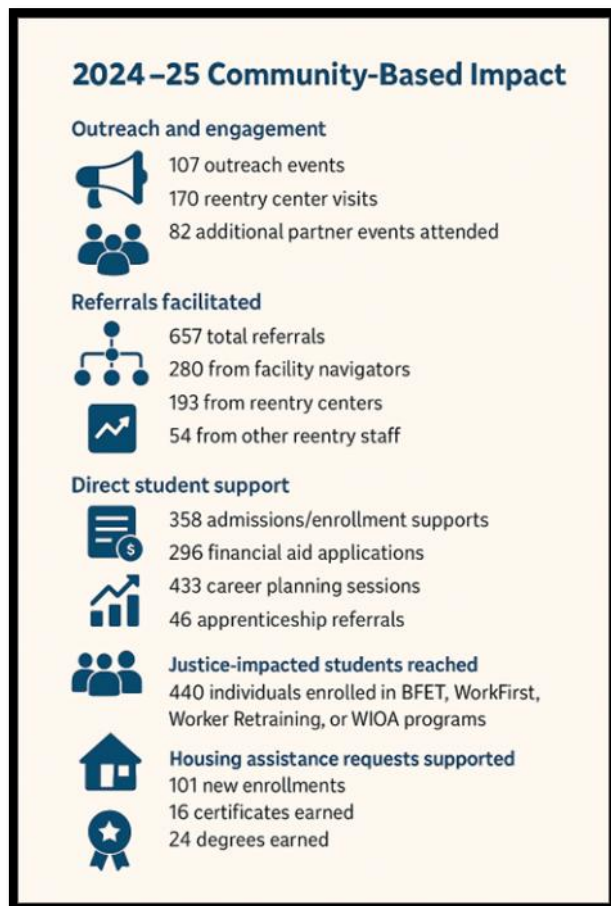 2024–25 Community-Based Impact
Outreach and engagement
107 outreach events
170 reentry center visits
82 additional partner events attended
Referrals facilitated
657 total referrals
280 from facility navigators
193 from reentry centers
54 from other reentry staff
Direct student support
$
358 admissions/enrollment supports
296 financial aid applications
433 career planning sessions
46 apprenticeship referrals
Justice-impacted students reached
440 individuals enrolled in BFET, WorkFirst,
Worker Retraining, or WIOA programs
Housing assistance requests supported
101 new enrollments
16 certificates earned
24 degrees earned